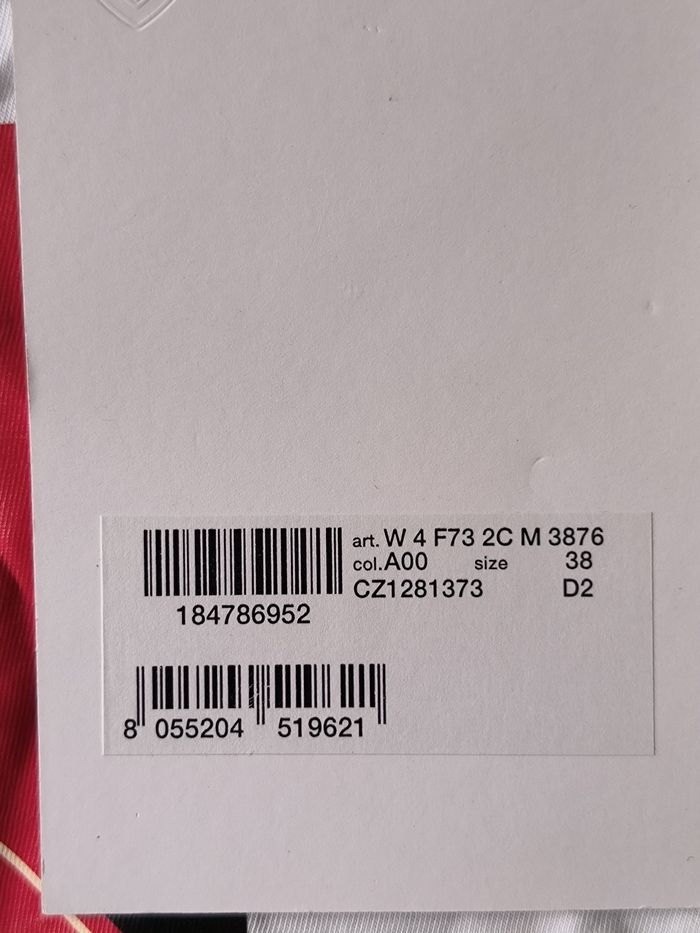 art. W 4 F73 2C M 3876
col. A00 size 38
CZ1281373 D2
184786952
8 055204 519621